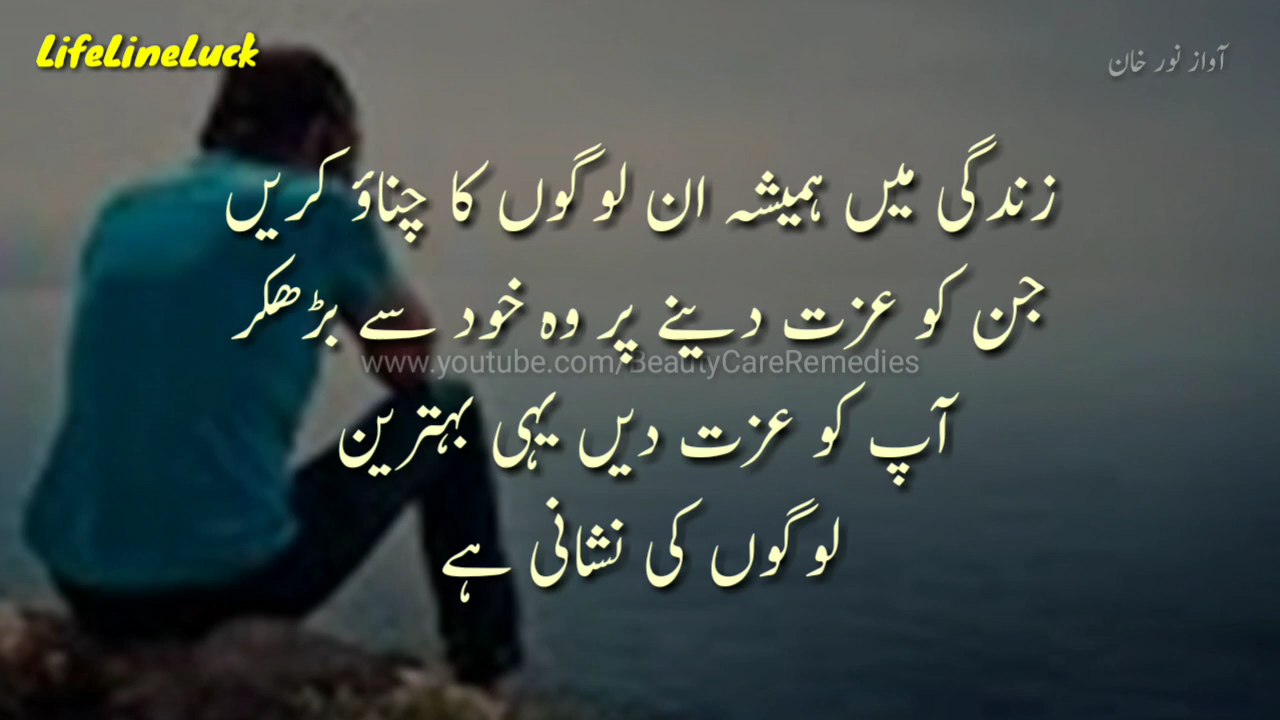 LifeLineLuck
آواز نور خان
زندگی میں ہمیشہ ان لوگوں کا چناؤ کریں
جن کو عزت دینے پر وہ خود سے بڑھکر
www.youtube.com/BeautyCareRemedies
آپ کو عزت دیں یہی بہترین
لوگوں کی نشانی ہے